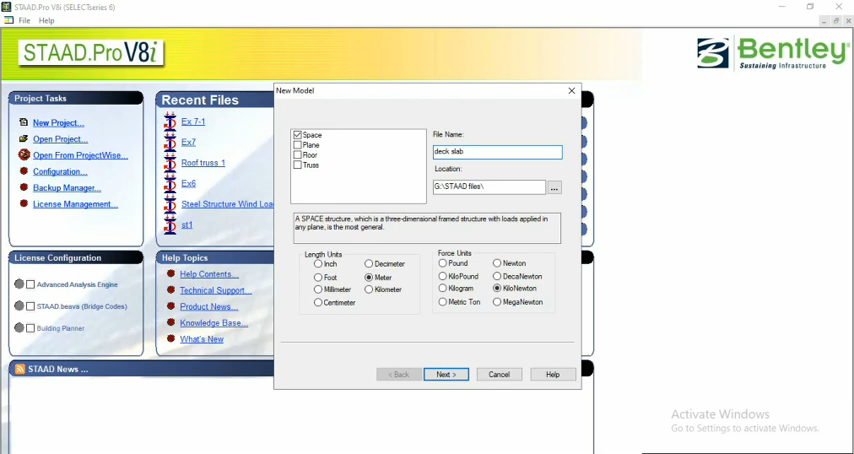 STAAD.Pro V8i (SELECTseries 6)
File Help
STAAD.Pro V8i
Bentley
Sustaining Infrastructure
Project Tasks
New Project...
Open Project...
Open From ProjectWise...
Configuration...
Backup Manager...
License Management...
Recent Files
Ex 7-1
Ex7
Roof truss 1
Ex6
Steel Structure Wind Loa
st1
New Model
Space
Plane
Floor
Truss
File Name:
deck slab
Location:
G:\STAAD files\
...
A SPACE structure, which is a three-dimensional framed structure with loads applied in
any plane, is the most general.
Length Units
Inch
Decimeter
Foot
Meter
Millimeter
Kilometer
Centimeter
Force Units
Pound
Newton
KiloPound
DecaNewton
Kilogram
KiloNewton
Metric Ton
MegaNewton
< Back
Next >
Cancel
Help
License Configuration
Advanced Analysis Engine
STAAD.beava (Bridge Codes)
Building Planner
Help Topics
Help Contents...
Technical Support...
Product News...
Knowledge Base...
What's New
STAAD News ...
Activate Windows
Go to Settings to activate Windows.